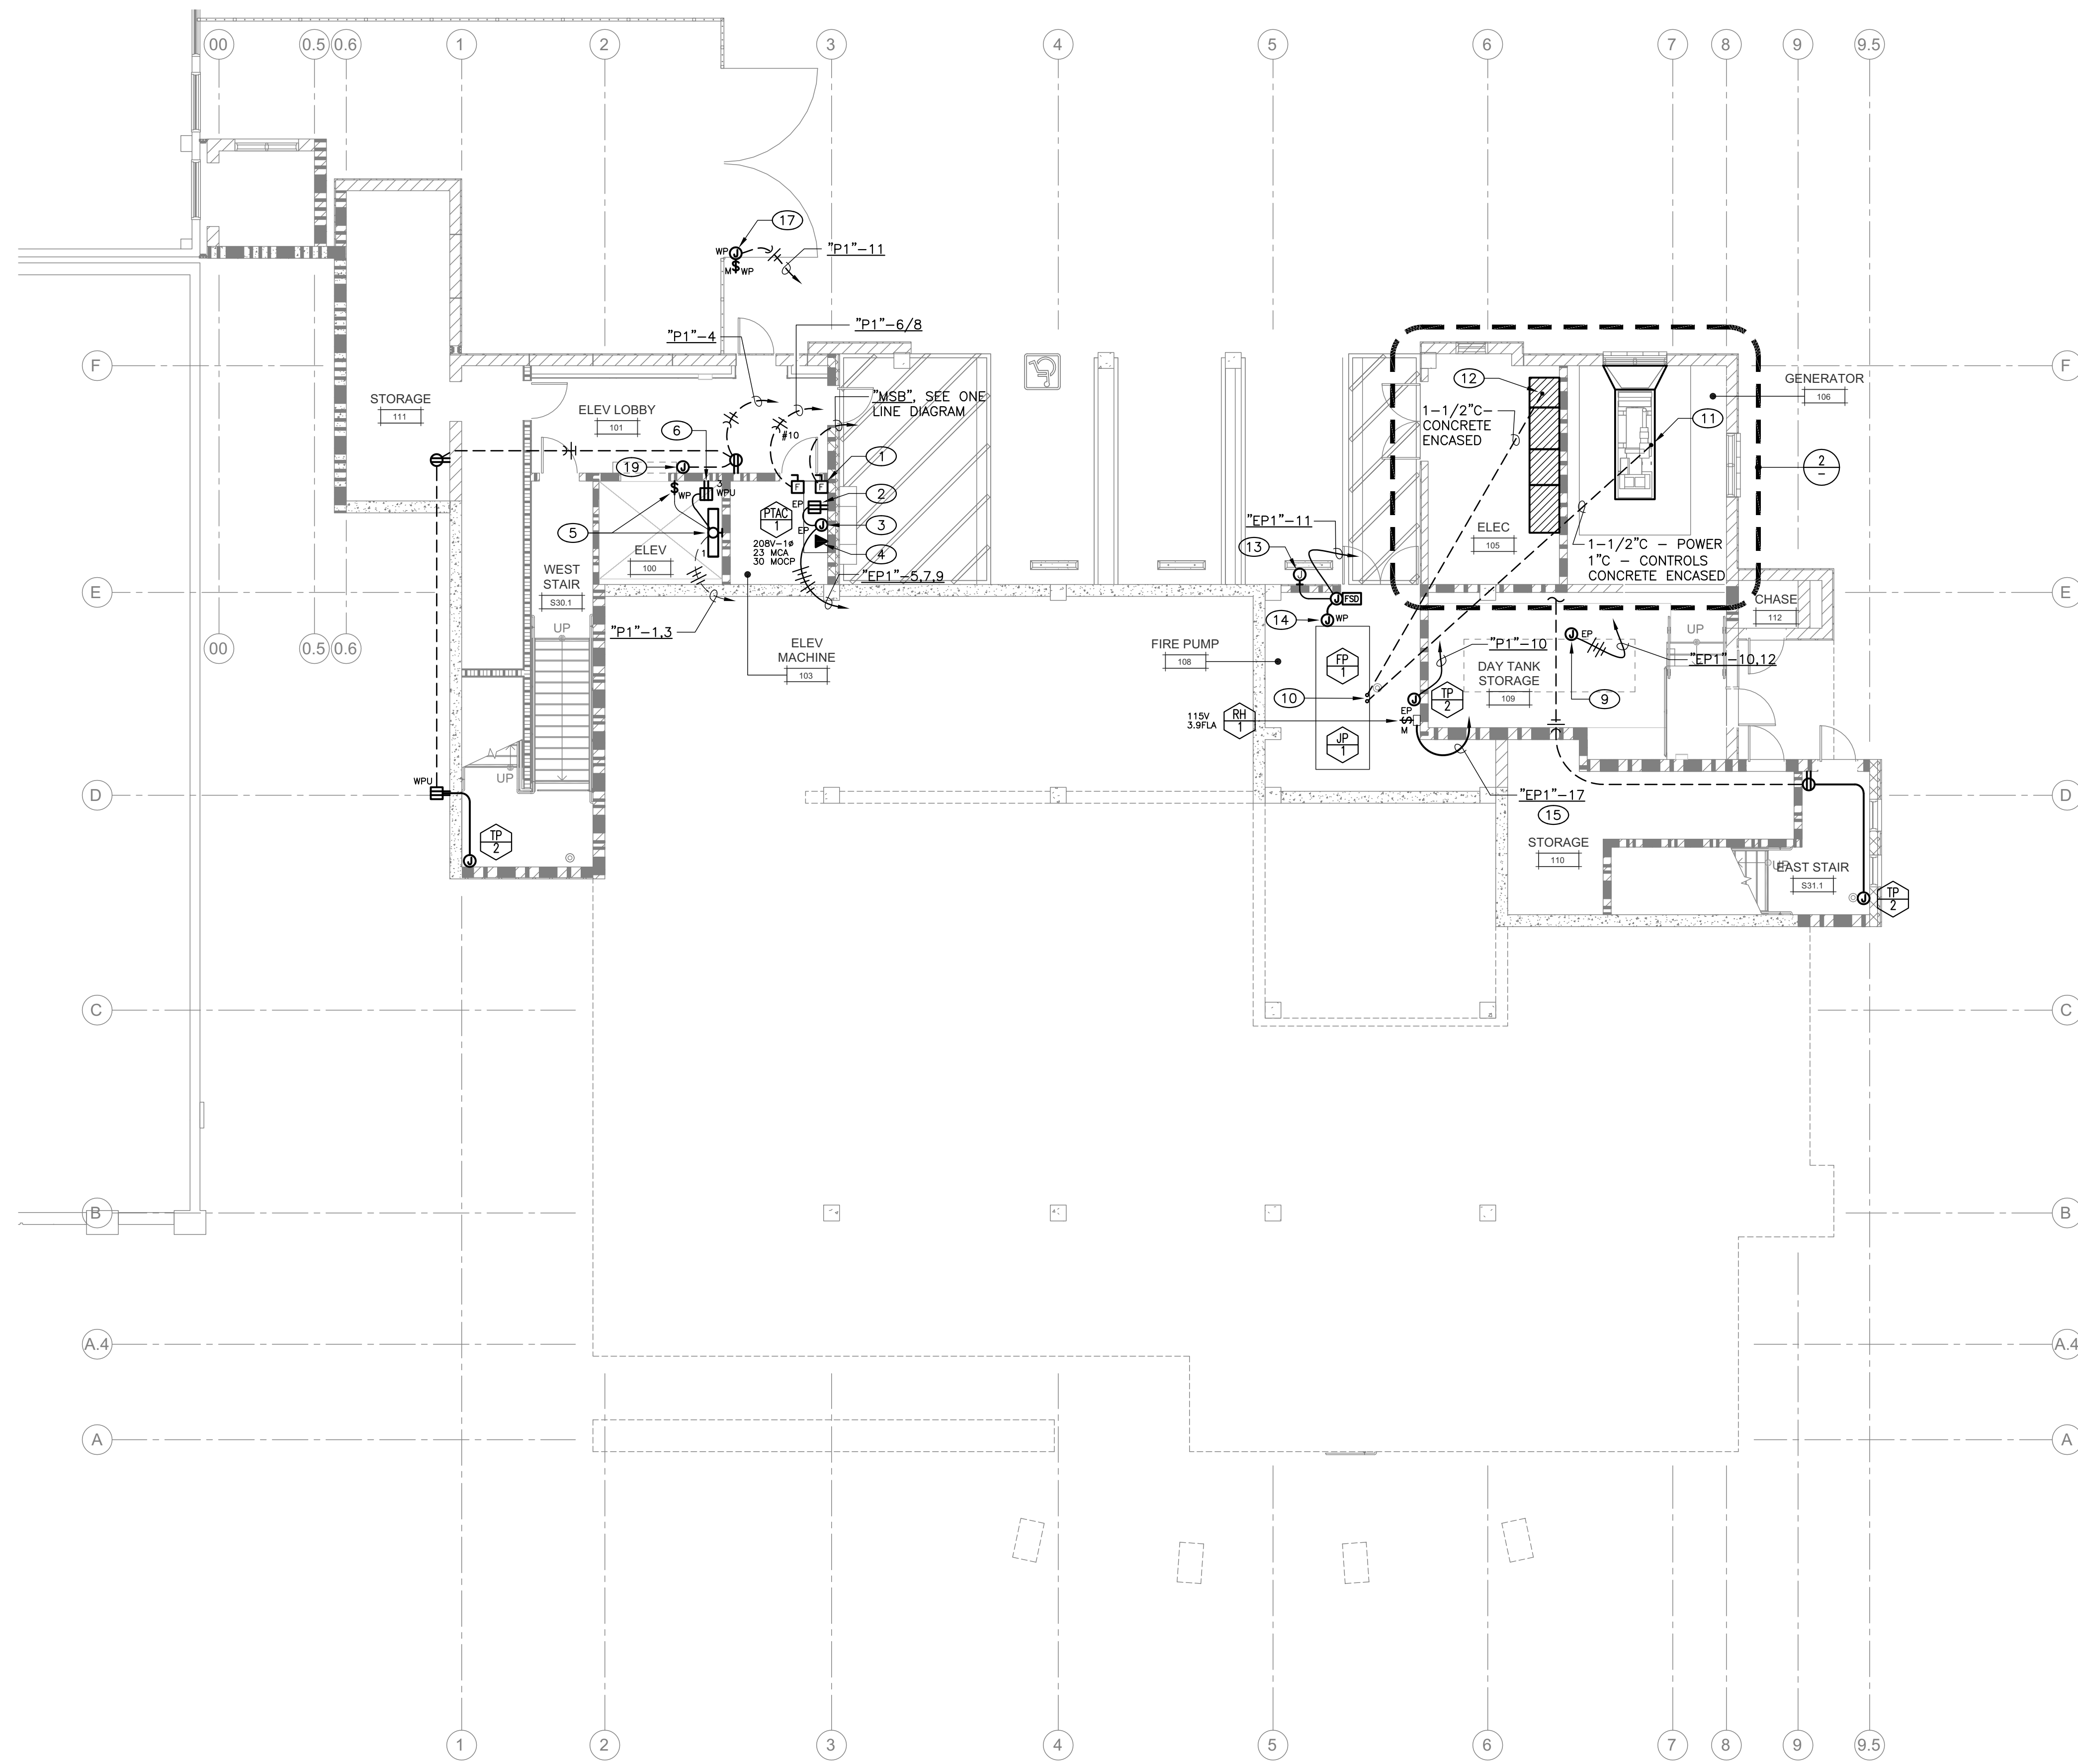 00
0.5
0.6
1
2
3
4
5
6
7
8
9
9.5
17
WP
J
"P1"-11
M
$
WP
"P1"-6/8
"P1"-4
F
F
"MSB", SEE ONE
LINE DIAGRAM
12
GENERATOR
106
STORAGE
111
ELEV LOBBY
101
1-1/2"C-
CONCRETE
ENCASED
11
6
#10
1
19
J
2
-
3
WPU
$
WP
F
F
EP
2
PTAC
1
EP
J
3
5
ELEV
100
1
208V-1ø
23 MCA
30 MOCP
4
"EP1"-5,7,9
"EP1"-11
ELEC
105
13
1-1/2"C - POWER
1"C - CONTROLS
CONCRETE ENCASED
WEST
STAIR
S30.1
E
J
J
FSD
E
CHASE
112
14
J
WP
UP
"P1"-1,3
00
0.5
0.6
ELEV
MACHINE
103
FIRE PUMP
108
FP
1
"P1"-10
J
EP
UP
"EP1"-10,12
DAY TANK
STORAGE
109
10
J
TP
2
9
115V
3.9FLA
RH
1
EP
$
M
JP
1
UP
WPU
D
"EP1"-17
15
D
TP
2
J
STORAGE
110
UP
EAST STAIR
S31.1
J
TP
2
C
C
B
B
A.4
A.4
A
A
1
2
3
4
5
6
7
8
9
9.5